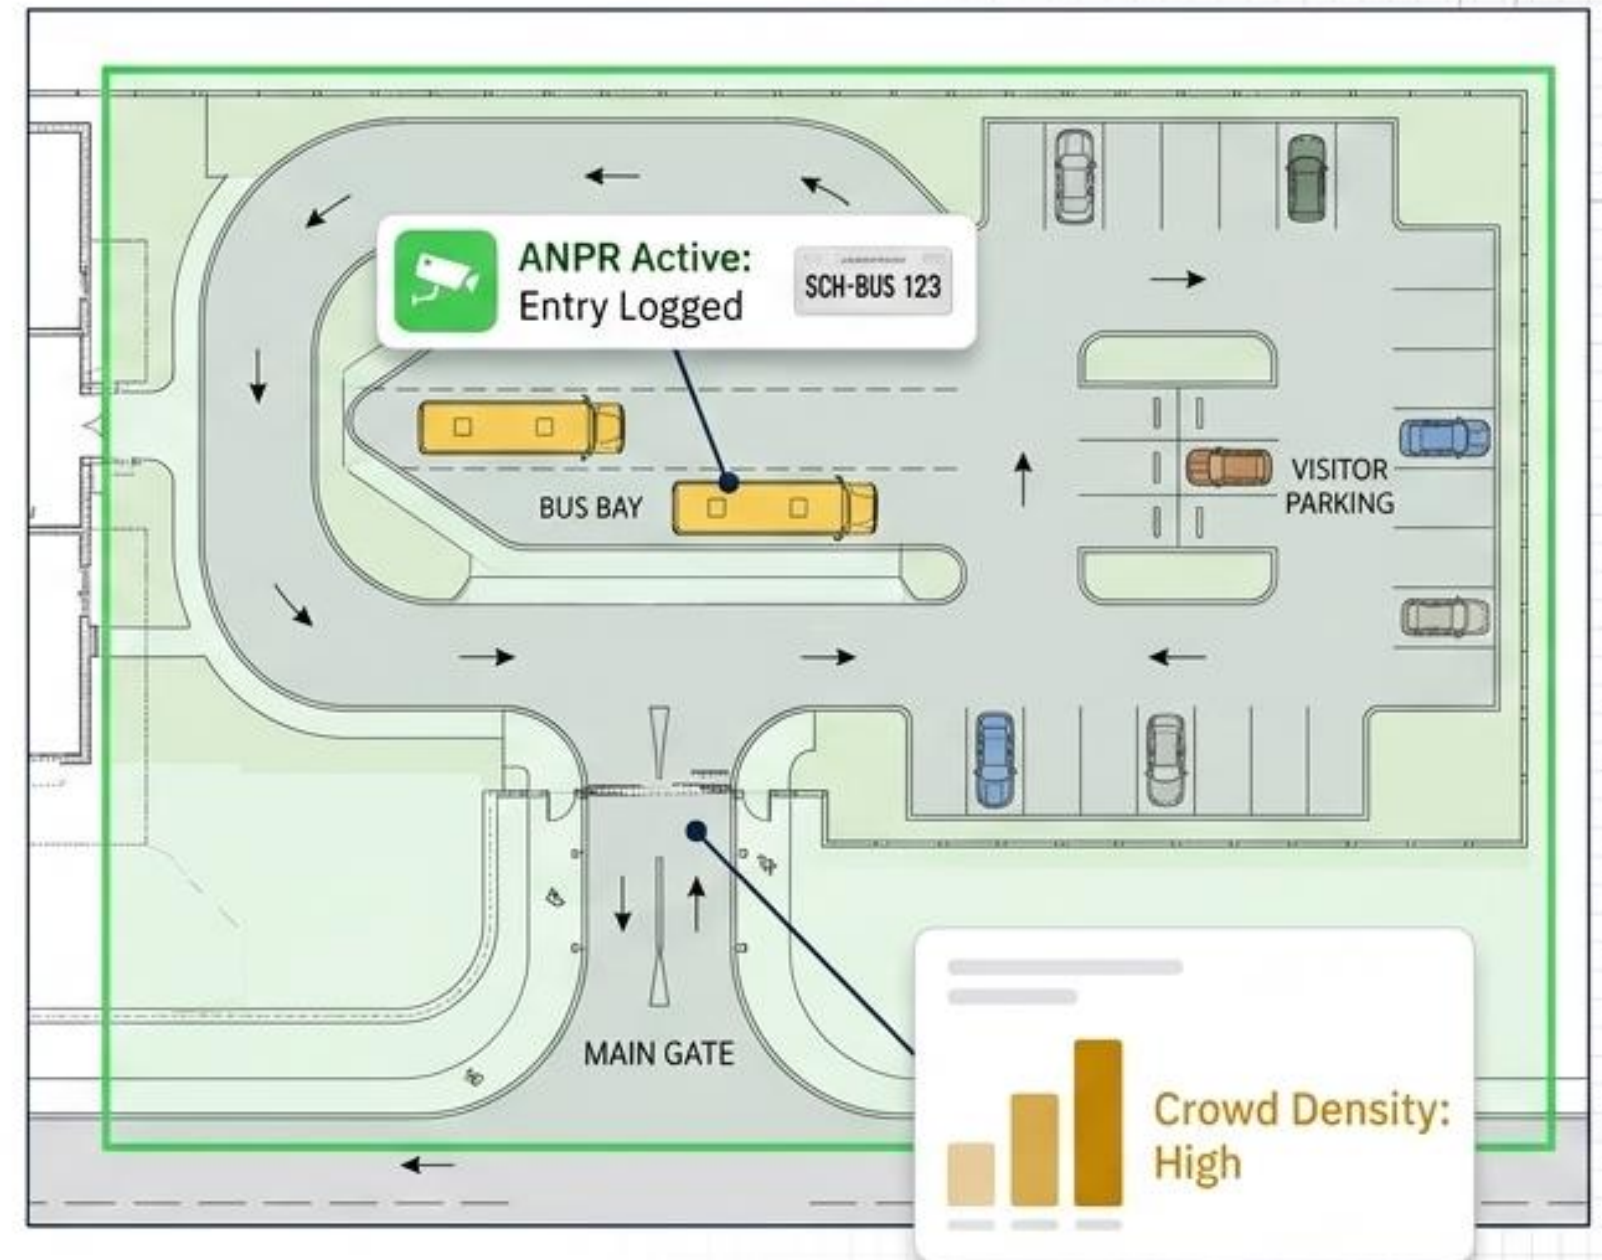 ANPR Active:
Entry Logged
SCH-BUS 123
BUS BAY
VISITOR
PARKING
MAIN GATE
Crowd Density:
High